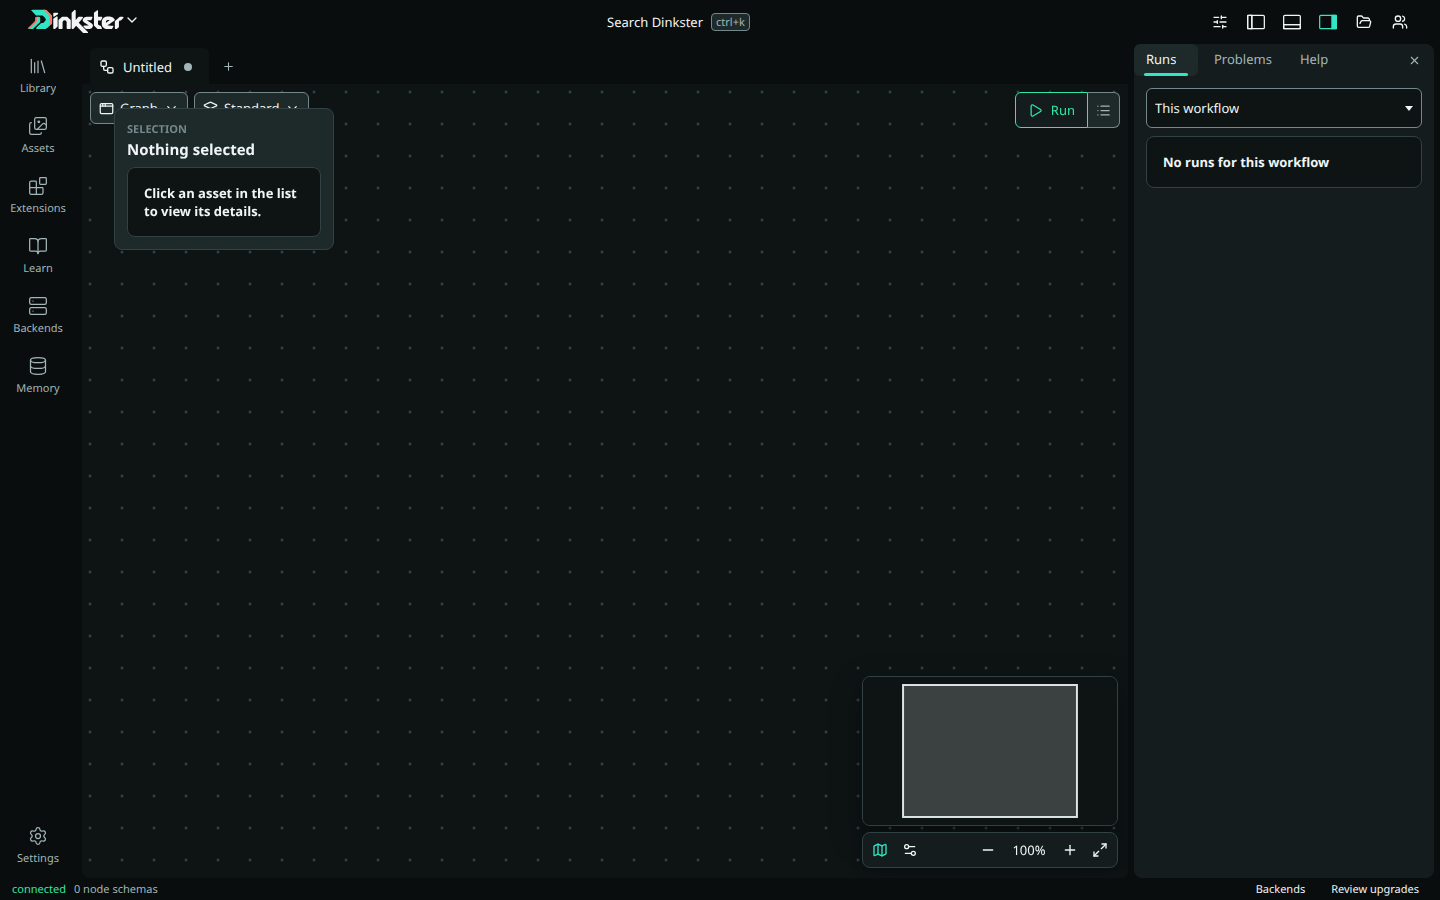 Dinkster
Search Dinkster ctrl+k
Library
Assets
Extensions
Learn
Backends
Memory
Settings
Untitled
Graph
Standard
SELECTION
Nothing selected
Click an asset in the list
to view its details.
Run
100%
Runs
Problems
Help
This workflow
No runs for this workflow
connected
0 node schemas
Backends
Review upgrades